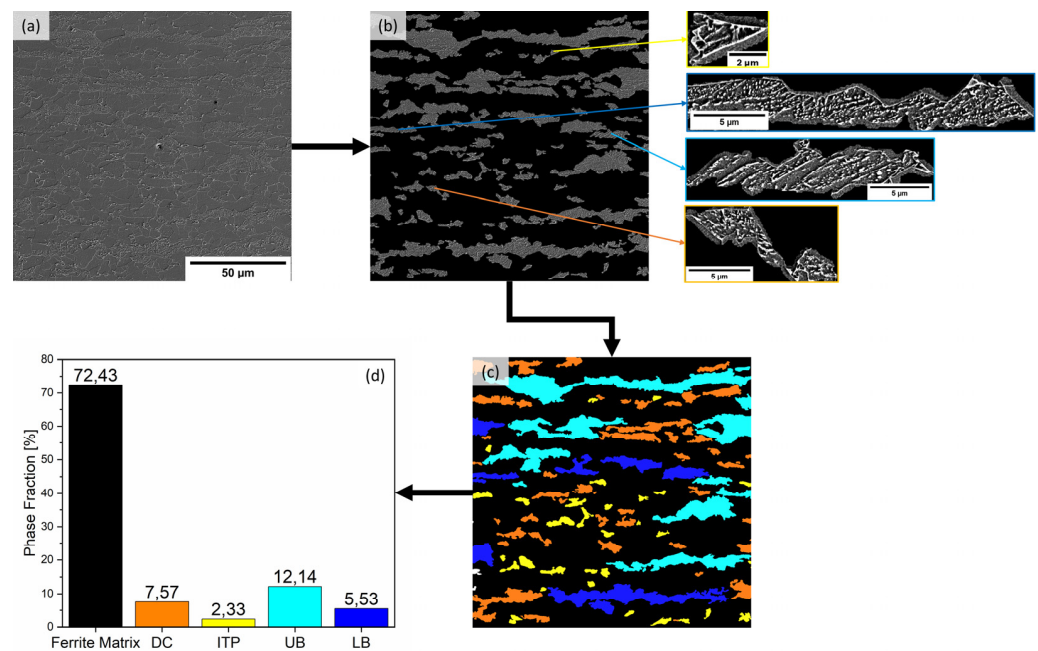 (a)
50 µm
(b)
2 µm
5 µm
5 µm
5 µm
(c)
(d)
Phase Fraction [%]
80
70
60
50
40
30
20
10
0
72,43
7,57
2,33
12,14
5,53
Ferrite Matrix DC ITP UB LB